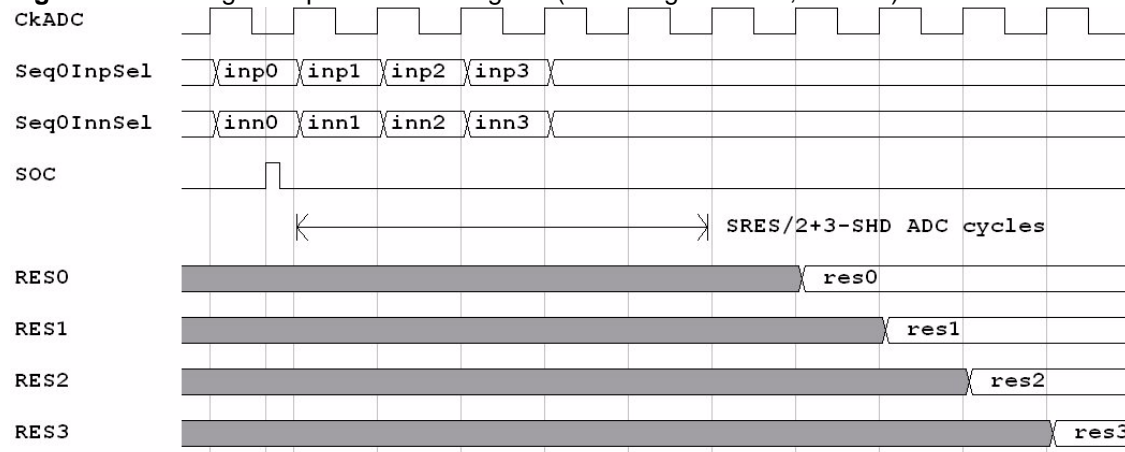 CkADC
Seq0InpSel inp0 inp1 inp2 inp3
Seq0InnSel inn0 inn1 inn2 inn3
SOC
SRES/2+3-SHD ADC cycles
RES0 res0
RES1 res1
RES2 res2
RES3 res3